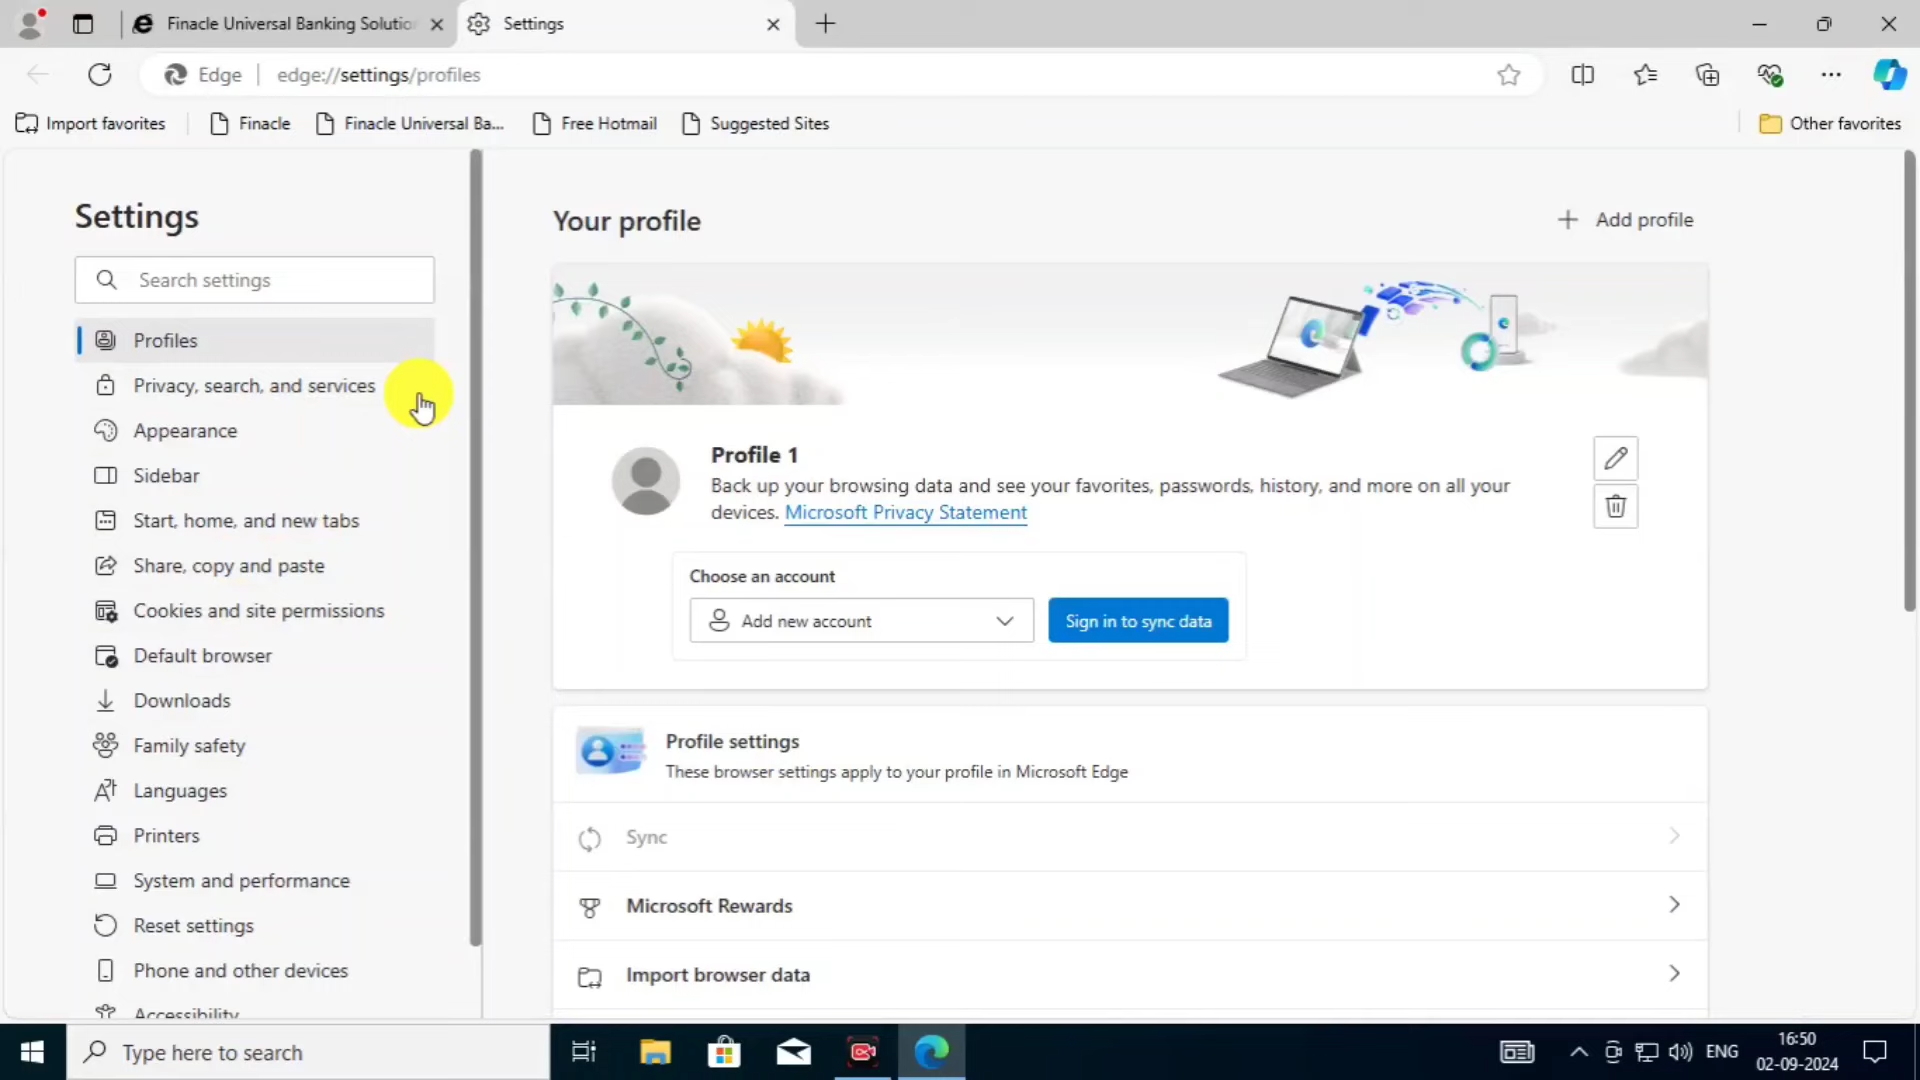 Finacle Universal Banking Solutio
Settings
Edge
edge://settings/profiles
Import favorites
Finacle
Finacle Universal Ba...
Free Hotmail
Suggested Sites
Other favorites
Settings
Search settings
Profiles
Privacy, search, and services
Appearance
Sidebar
Start, home, and new tabs
Share, copy and paste
Cookies and site permissions
Default browser
Downloads
Family safety
Languages
Printers
System and performance
Reset settings
Phone and other devices
Accessibility
Your profile
Add profile
Profile 1
Back up your browsing data and see your favorites, passwords, history, and more on all your
devices. Microsoft Privacy Statement
Choose an account
Add new account
Sign in to sync data
Profile settings
These browser settings apply to your profile in Microsoft Edge
Sync
Microsoft Rewards
Import browser data
Type here to search
ENG
16:50
02-09-2024